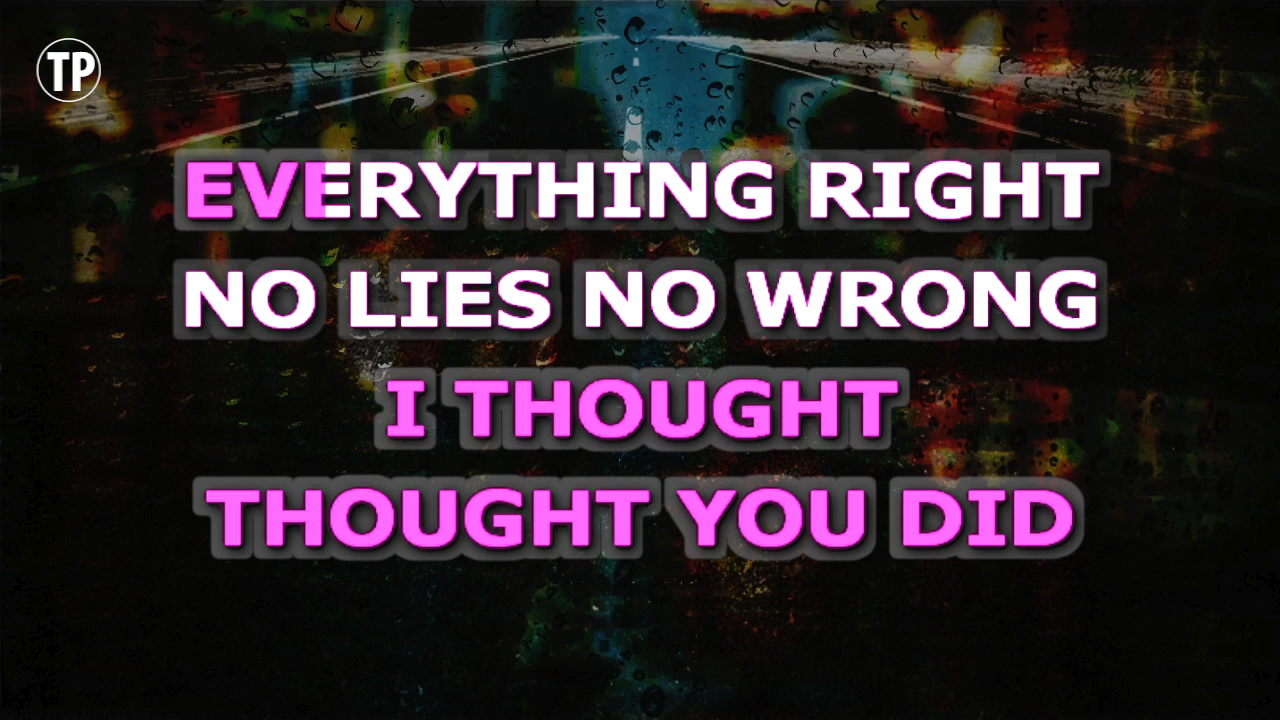 TP
EVERYTHING RIGHT
NO LIES NO WRONG
I THOUGHT
THOUGHT YOU DID